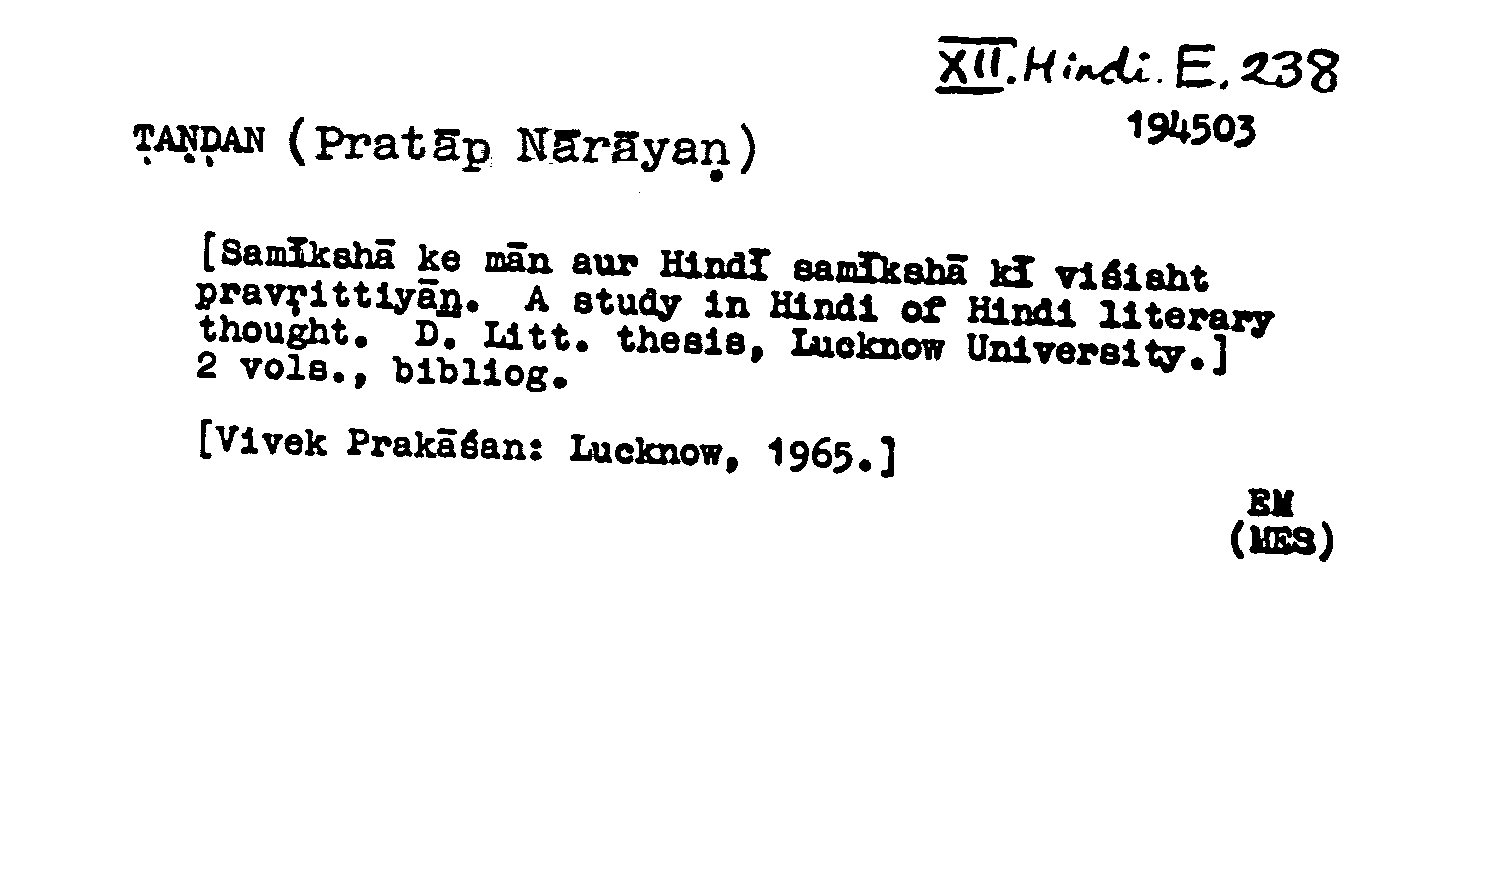 XII. Hindi. E. 238
194503
ṬAṆḌAN (Pratāp Nārāyaṇ)
[Samīkshā ke mān aur Hindī samīkshā kī viśisht
pravṛittiyāṉ. A study in Hindi of Hindi literary
thought. D. Litt. thesis, Lucknow University.]
2 vols., bibliog.
[Vivek Prakāśan: Lucknow, 1965.]
EM
(MES)